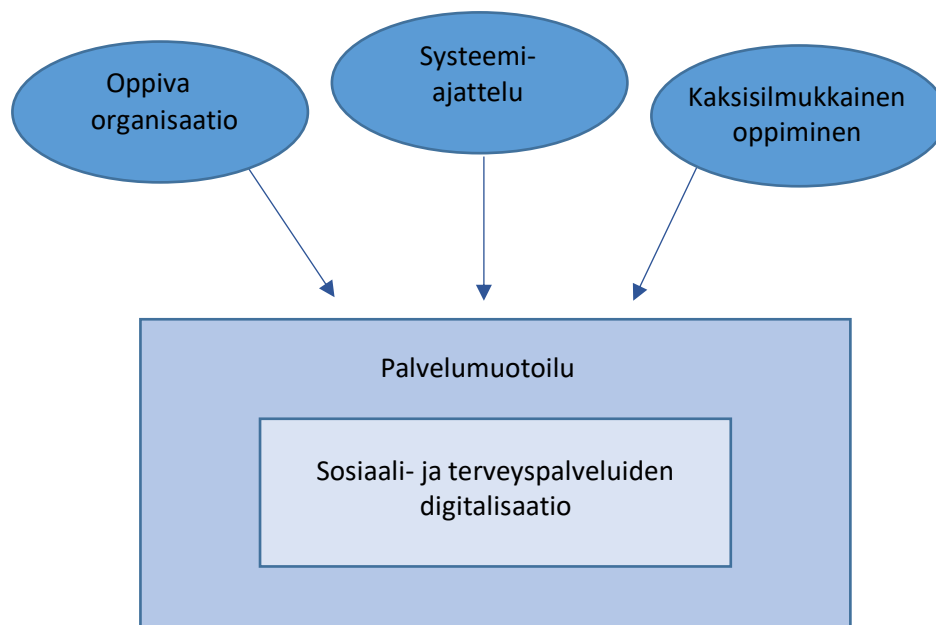 Oppiva
organisaatio
Systeemi-
ajattelu
Kaksisilmukkainen
oppiminen
Palvelumuotoilu
Sosiaali- ja terveyspalveluiden
digitalisaatio